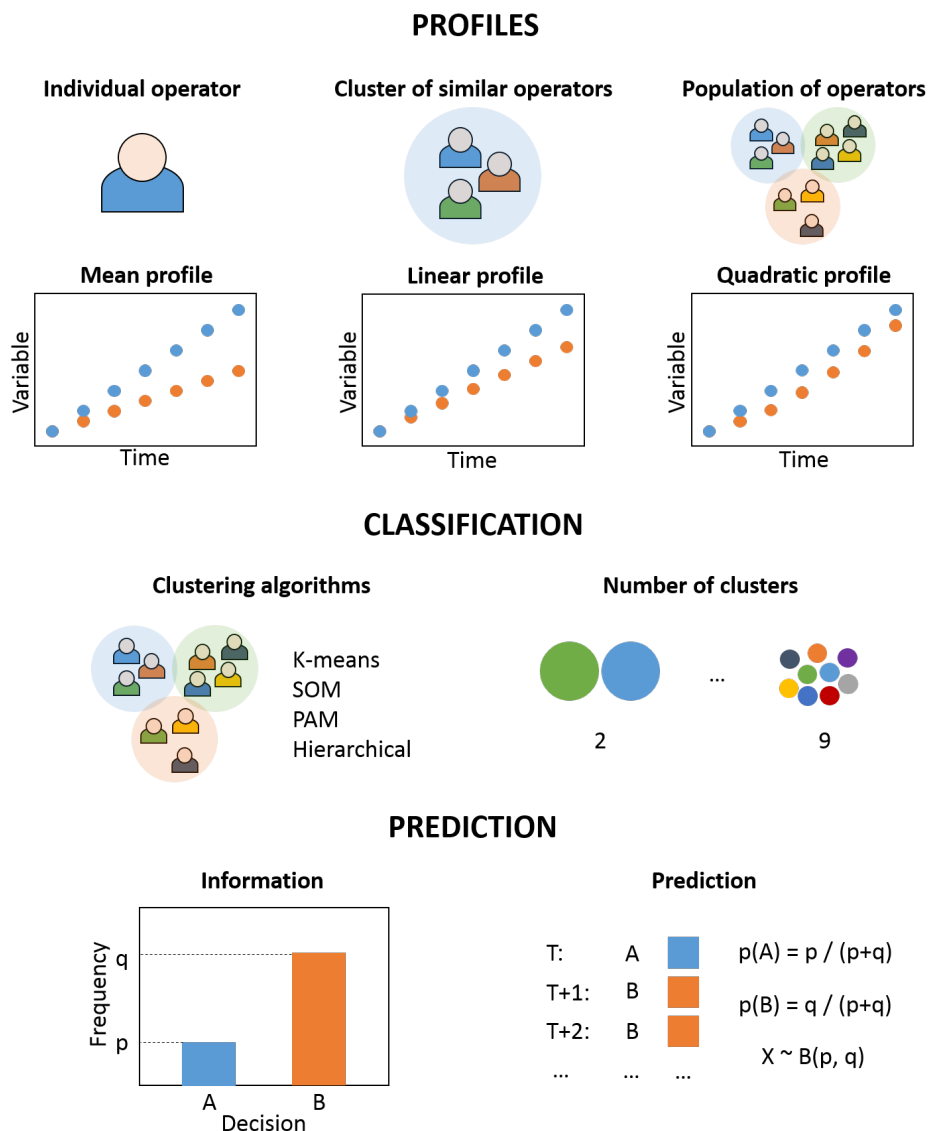 PROFILES
Individual operator
Cluster of similar operators
Population of operators
Mean profile
Linear profile
Quadratic profile
Variable
Time
Variable
Time
Variable
Time
CLASSIFICATION
Clustering algorithms
Number of clusters
K-means
SOM
PAM
Hierarchical
...
2
9
PREDICTION
Information
Prediction
Frequency
q
p
A
B
Decision
T: A p(A) = p / (p+q)
T+1: B p(B) = q / (p+q)
T+2: B
X ~ B(p, q)
... ... ...